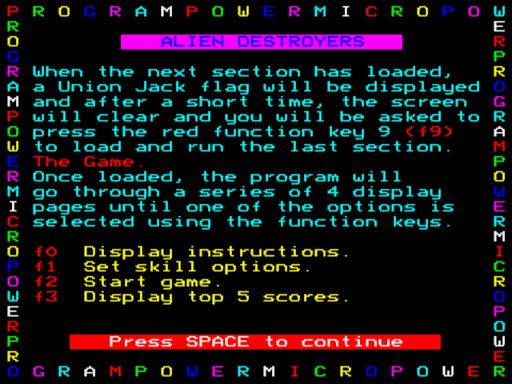 PROGRAMPOWERMICROPOW
ROGRAMPOWERMICROPOWERPR
ALIEN DESTROYERS
When the next section has loaded,
a Union Jack flag will be displayed
and after a short time, the screen
will clear and you will be asked to
press the red function key 9 (f9)
to load and run the last section.
The Game.
Once loaded, the program will
go through a series of 4 display
pages until one of the options is
selected using the function keys.
f0 Display instructions.
f1 Set skill options.
f2 Start game.
f3 Display top 5 scores.
Press SPACE to continue
ERPROGRAMPOWERMICROPOWE
OGRAMPOWERMICROPOWER